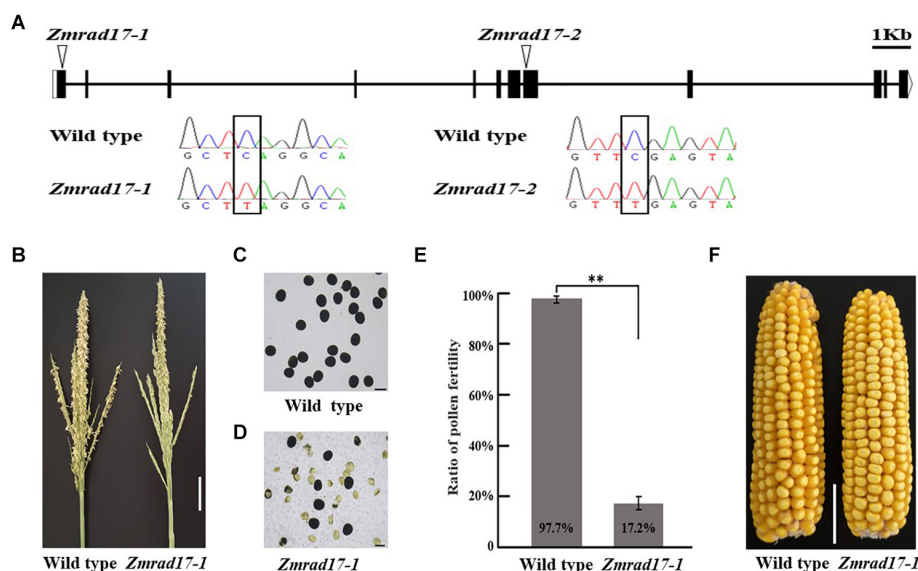 A
Zmrad17-1
Zmrad17-2
1Kb
Wild type
G C T C A G G C A
Wild type
G T T C G A G T A
Zmrad17-1
G C T T A G G C A
Zmrad17-2
G T T T G A G T A
B
Wild type Zmrad17-1
C
Wild type
D
Zmrad17-1
E
**
Ratio of pollen fertility
100%
80%
60%
40%
20%
0
97.7%
17.2%
Wild type Zmrad17-1
F
Wild type Zmrad17-1